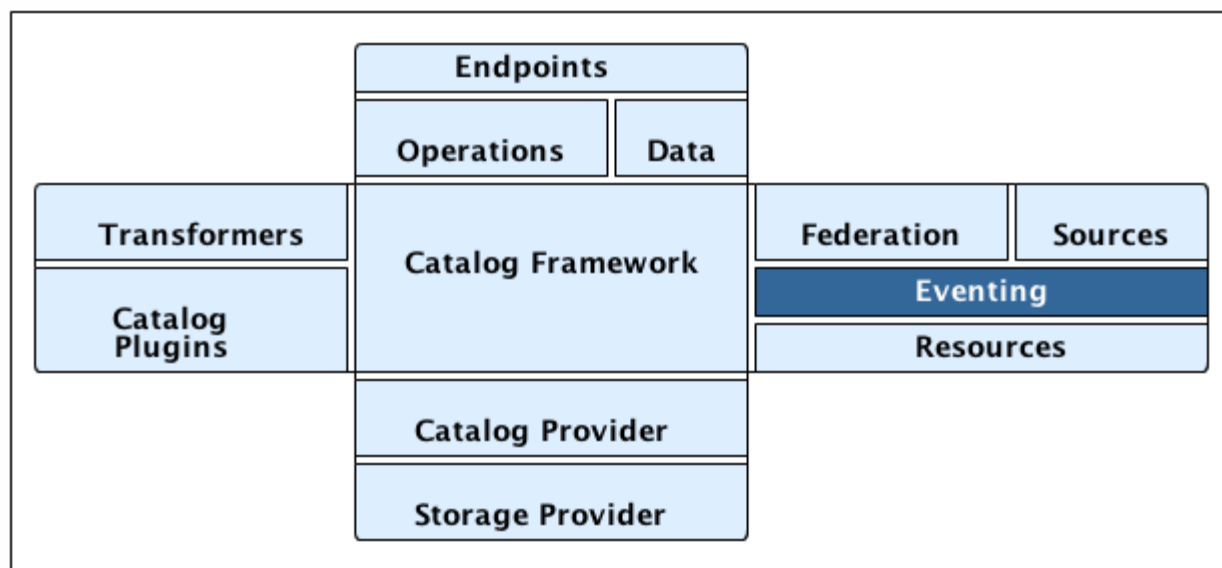 Endpoints
Operations
Data
Transformers
Catalog Framework
Federation
Sources
Eventing
Catalog
Plugins
Resources
Catalog Provider
Storage Provider